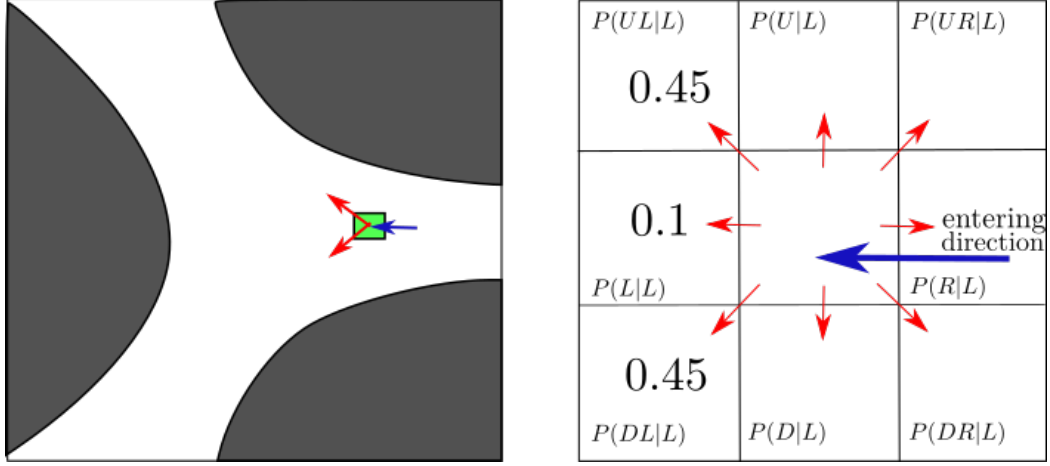 P(UL|L) P(U|L) P(UR|L)
0.45
0.1
entering
direction
P(L|L) P(R|L)
0.45
P(DL|L) P(D|L) P(DR|L)